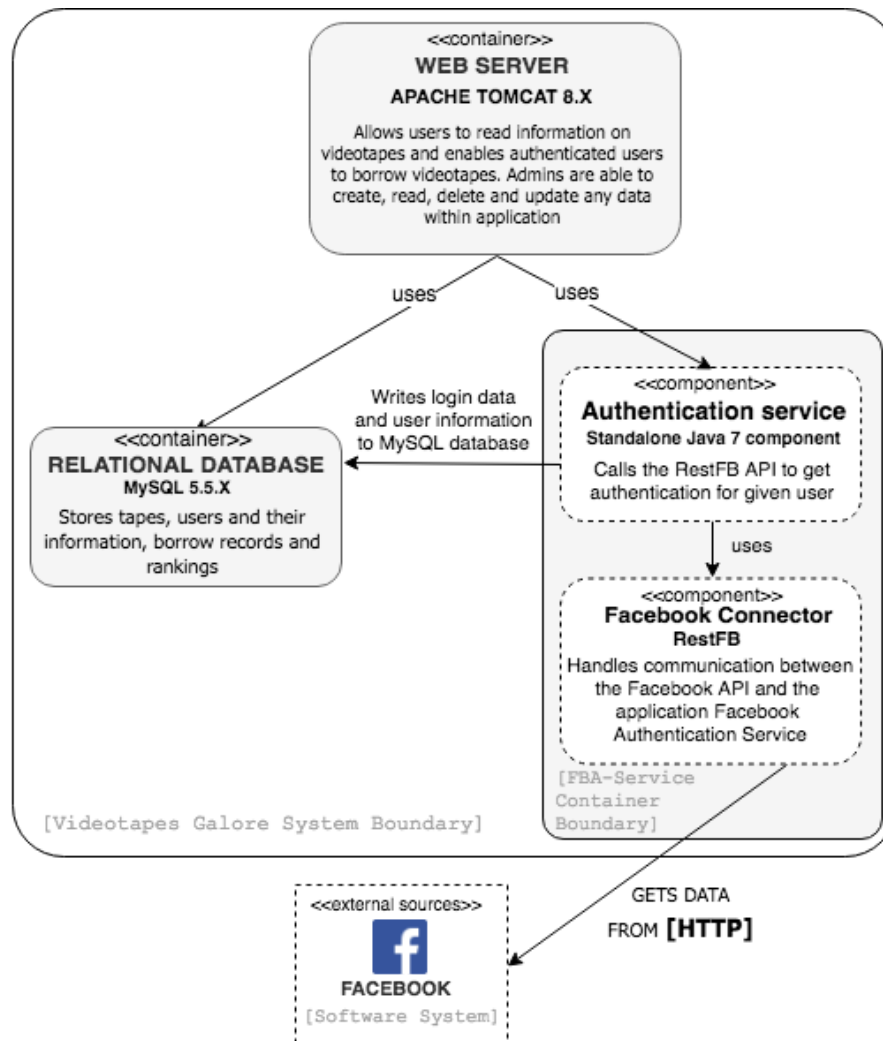 <<container>>
WEB SERVER
APACHE TOMCAT 8.X
Allows users to read information on
videotapes and enables authenticated users
to borrow videotapes. Admins are able to
create, read, delete and update any data
within application
uses
uses
<<component>>
Authentication service
Standalone Java 7 component
Calls the RestFB API to get
authentication for given user
Writes login data
and user information
to MySQL database
<<container>>
RELATIONAL DATABASE
MySQL 5.5.X
Stores tapes, users and their
information, borrow records and
rankings
uses
<<component>>
Facebook Connector
RestFB
Handles communication between
the Facebook API and the
application Facebook
Authentication Service
[FBA-Service
Container
Boundary]
[Videotapes Galore System Boundary]
GETS DATA
FROM [HTTP]
<<external sources>>
f
FACEBOOK
[Software System]